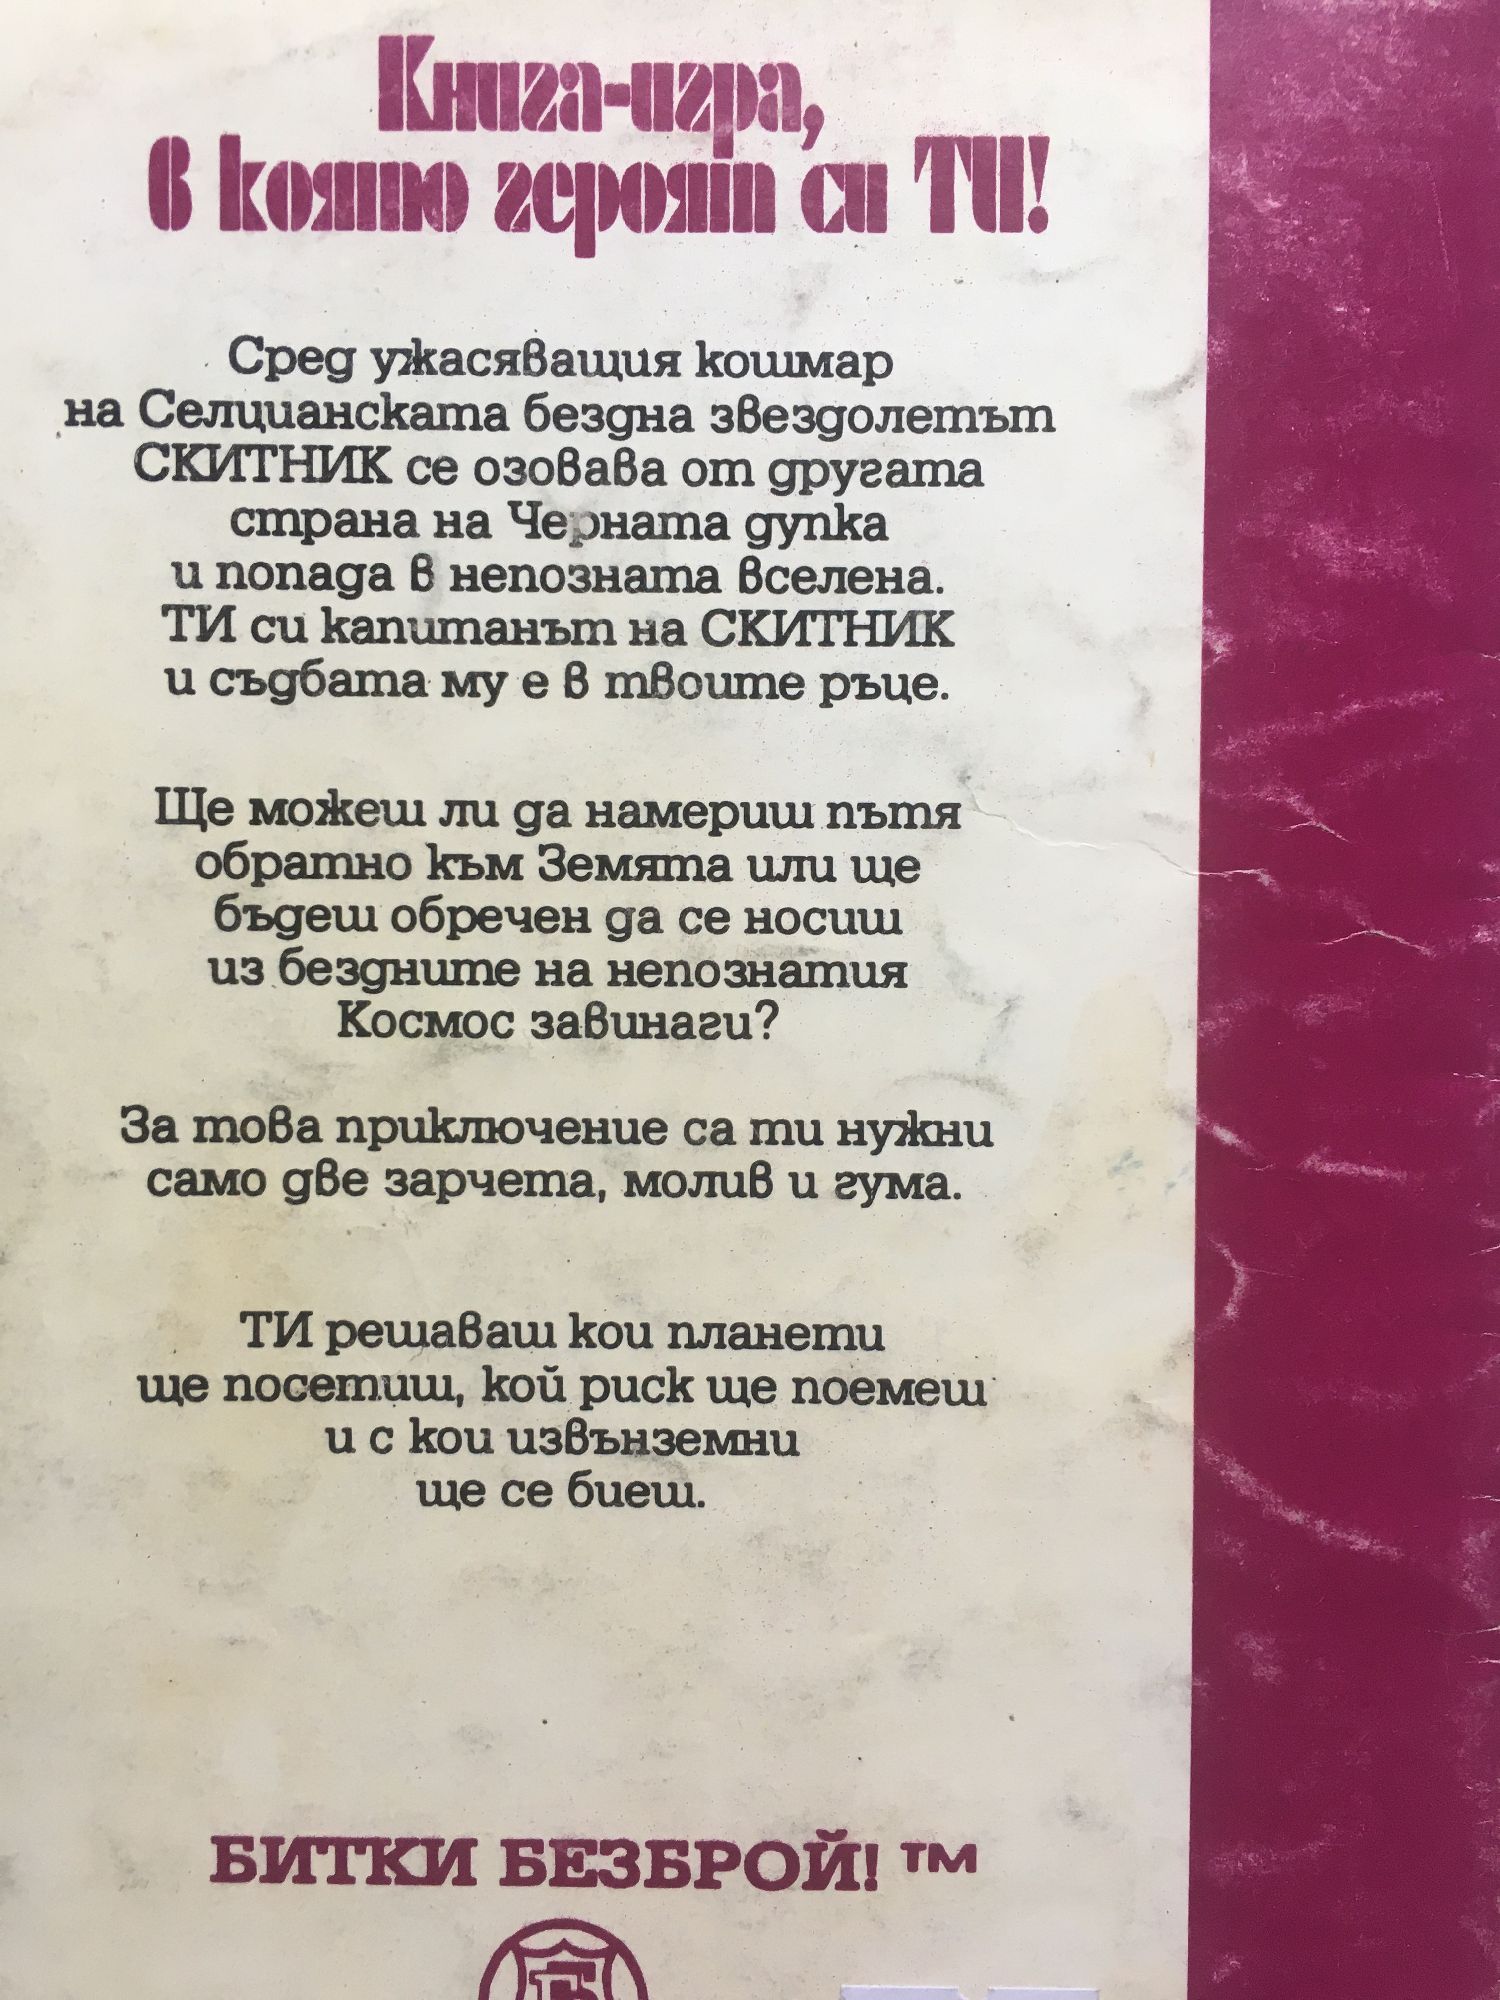 Книга-игра,
в която героят си ТИ!
Сред ужасяващия кошмар
на Селцианската бездна звездолетът
СКИТНИК се озовава от другата
страна на Черната дупка
и попада в непозната вселена.
ТИ си капитанът на СКИТНИК
и съдбата му е в твоите ръце.
Ще можеш ли да намериш пътя
обратно към Земята или ще
бъдеш обречен да се носиш
из бездните на непознатия
Космос завинаги?
За това приключение са ти нужни
само две зарчета, молив и гума.
ТИ решаваш кои планети
ще посетиш, кой риск ще поемеш
и с кои извънземни
ще се биеш.
БИТКИ БЕЗБРОЙ! ™